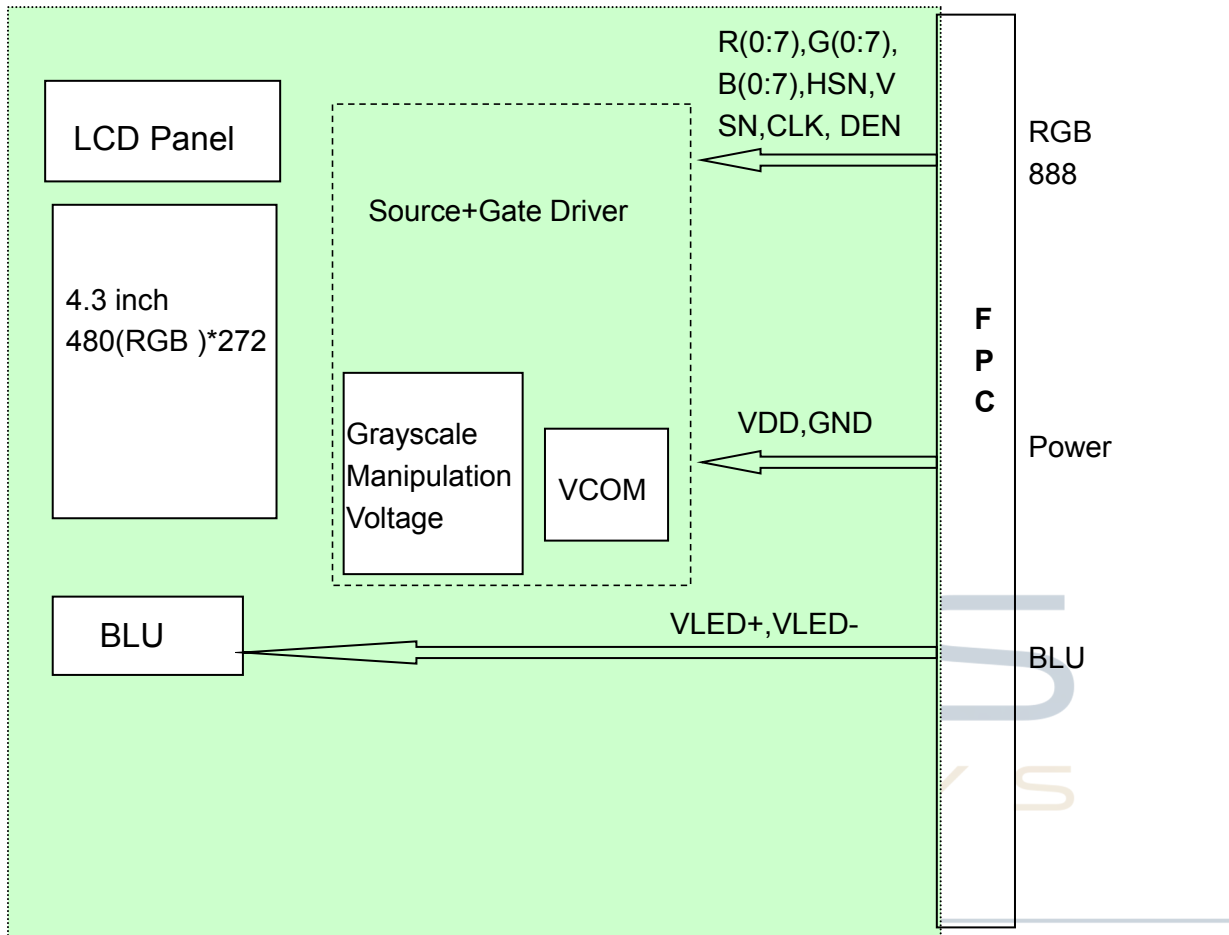 R(0:7),G(0:7),
B(0:7),HSN,V
SN,CLK, DEN
RGB
888
LCD Panel
Source+Gate Driver
4.3 inch
480(RGB )*272
F
P
C
Grayscale
Manipulation
Voltage
VCOM
VDD,GND
Power
BLU
VLED+,VLED-
BLU